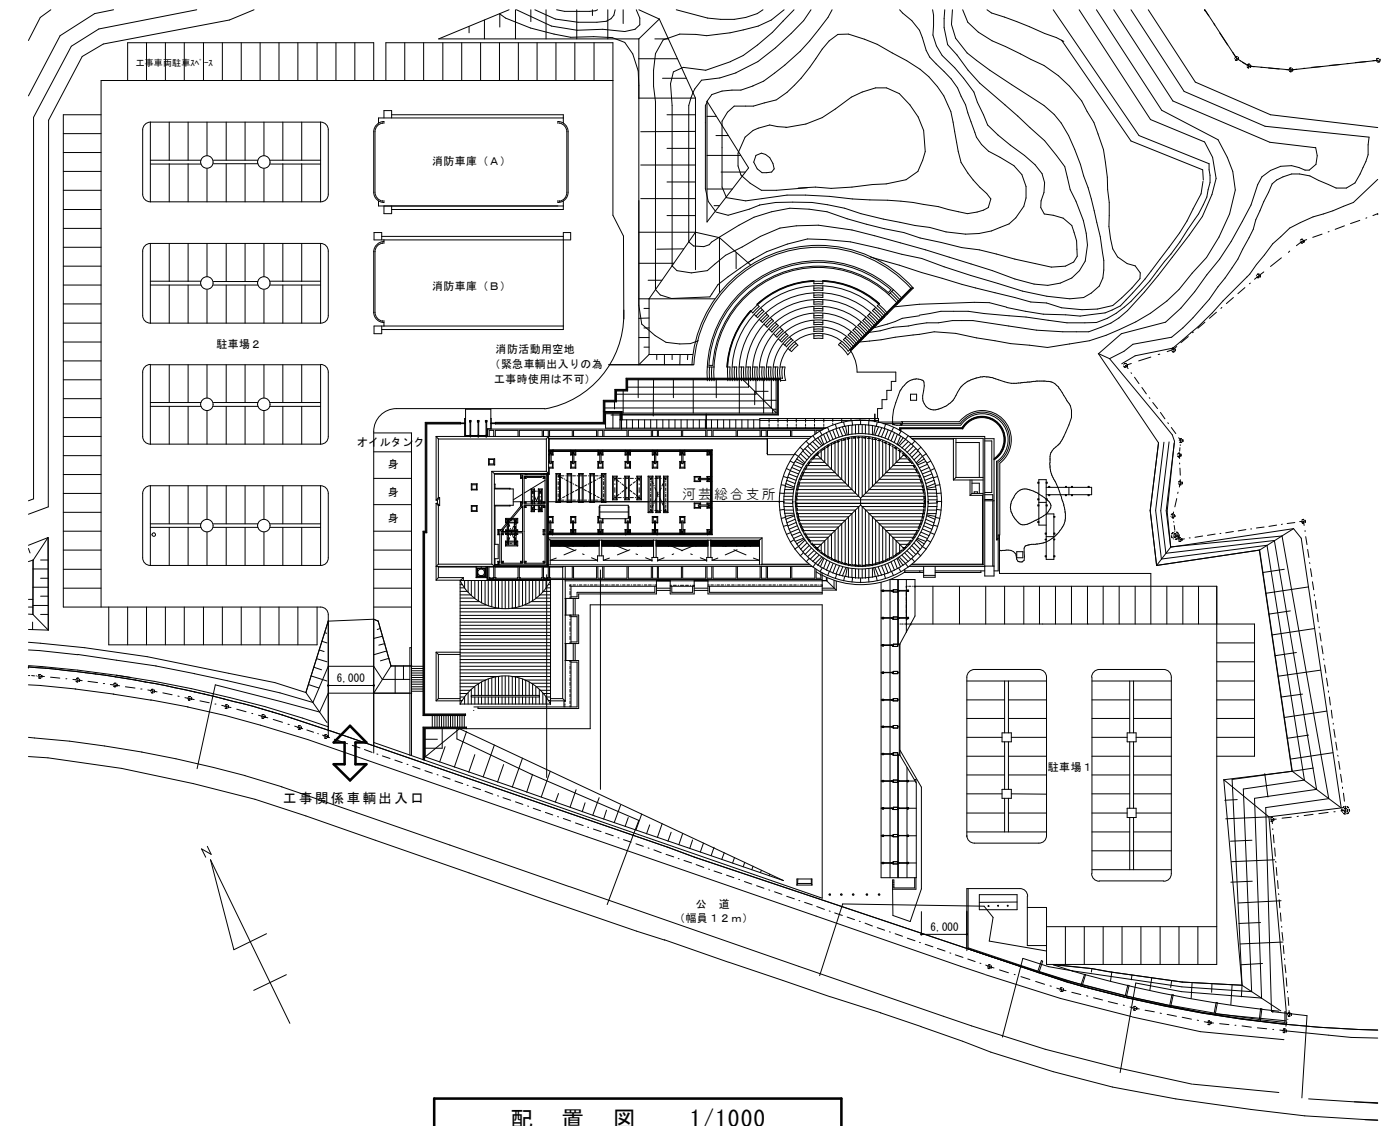 工事車両駐車ｽﾍﾟｰｽ
消防車庫（Ａ）
消防車庫（Ｂ）
駐車場２
消防活動用空地
（緊急車輌出入りの為
工事時使用は不可）
オイルタンク
身
身
身
河芸総合支所
6,000
工事関係車輌出入口
駐車場１
N
公　道
（幅員１２ｍ）
6,000
配　置　図　　1/1000